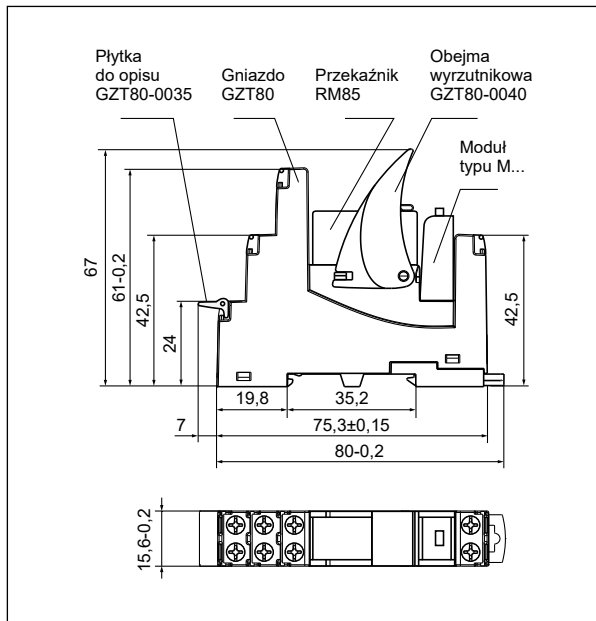 Płytka
do opisu
GZT80-0035
Gniazdo
GZT80
Przekaźnik
RM85
Obejma
wyrzutnikowa
GZT80-0040
Moduł
typu M...
67
61-0,2
42,5
24
42,5
19,8
35,2
7
75,3±0,15
80-0,2
15,6-0,2